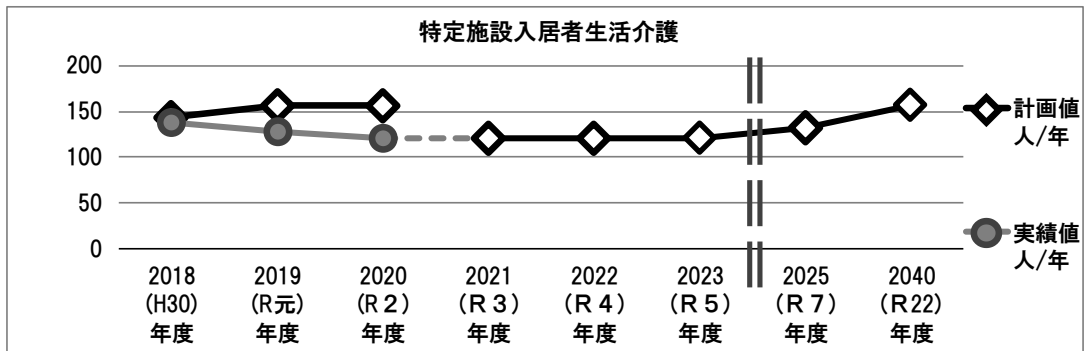 特定施設入居者生活介護
200
150
100
50
0
2018
(H30)
年度
2019
(R元)
年度
2020
(R２)
年度
2021
(Ｒ３)
年度
2022
(Ｒ４)
年度
2023
(Ｒ５)
年度
2025
(Ｒ７)
年度
2040
(Ｒ22)
年度
計画値
人/年
実績値
人/年